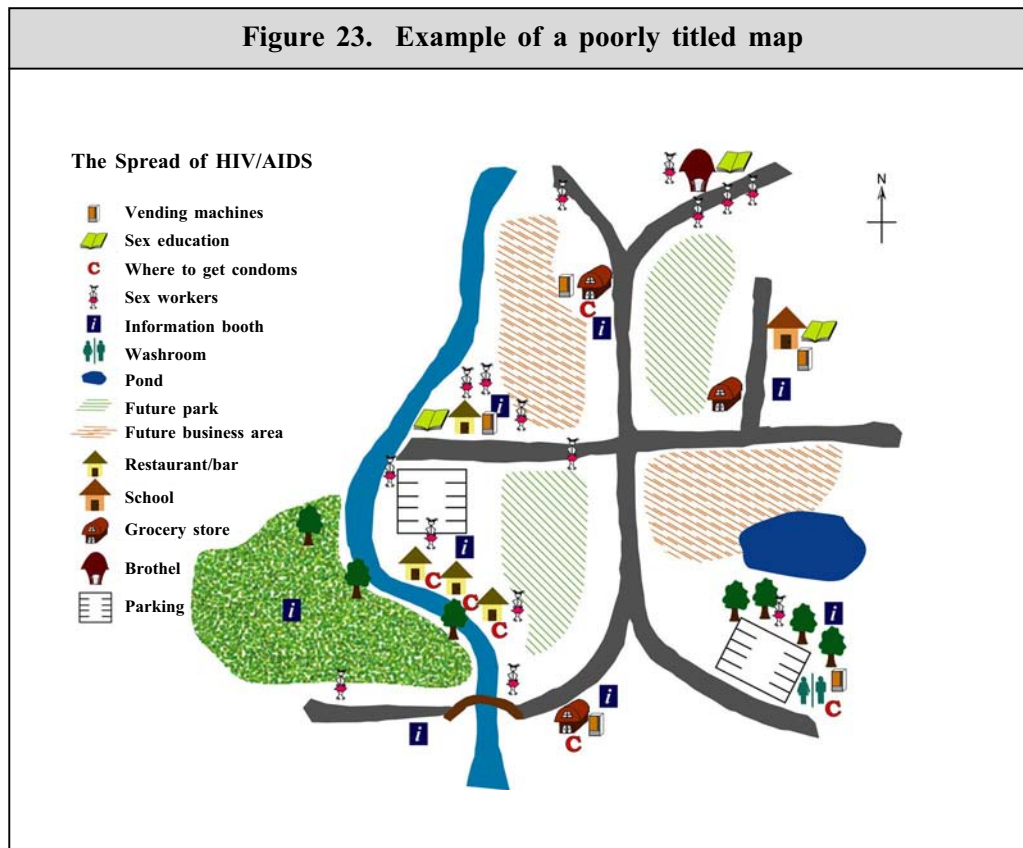 Figure 23. Example of a poorly titled map
The Spread of HIV/AIDS
Vending machines
Sex education
C Where to get condoms
Sex workers
i Information booth
Washroom
Pond
Future park
Future business area
Restaurant/bar
School
Grocery store
Brothel
Parking
N
C
i
i
i
i
C
C
C
i
i
C
i
i
C